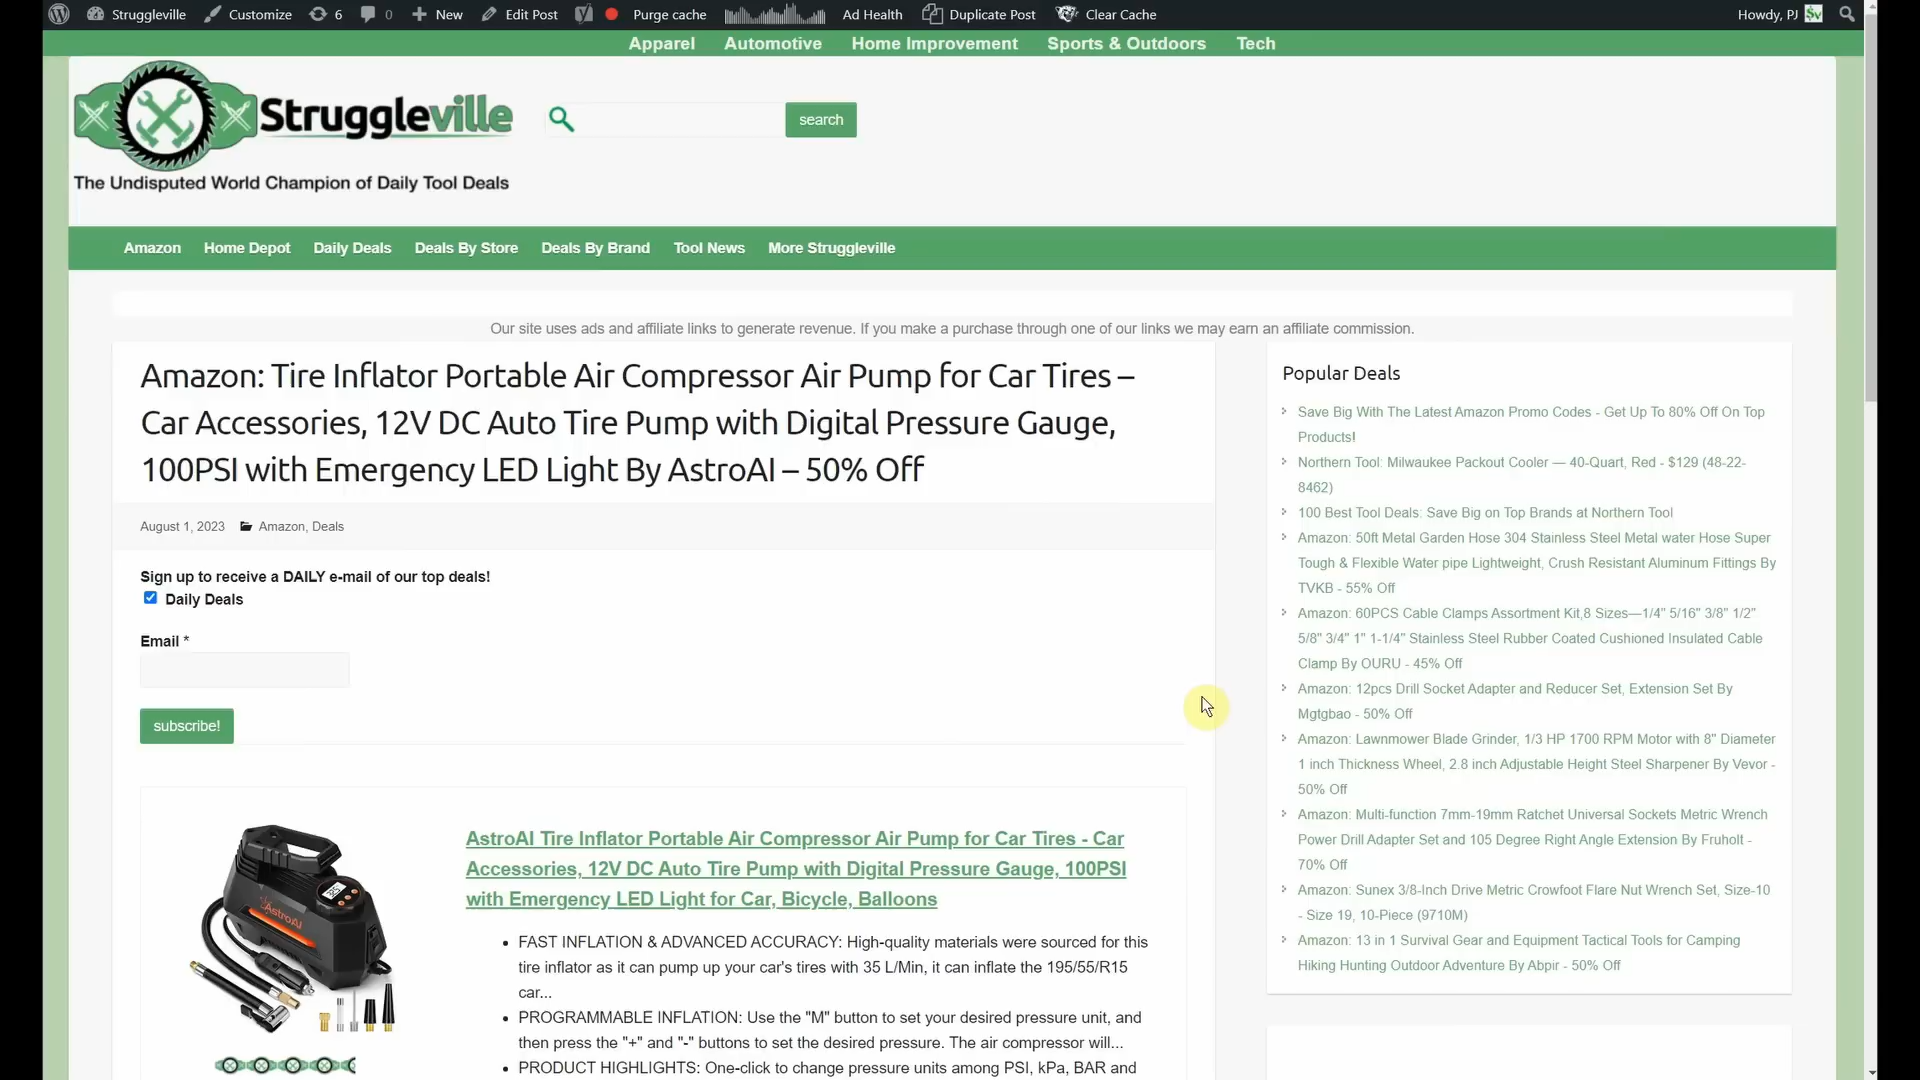 Struggleville Customize 6 0 New Edit Post Purge cache Ad Health Duplicate Post Clear Cache Howdy, PJ
Apparel Automotive Home Improvement Sports & Outdoors Tech
Struggleville
search
The Undisputed World Champion of Daily Tool Deals
Amazon Home Depot Daily Deals Deals By Store Deals By Brand Tool News More Struggleville
Our site uses ads and affiliate links to generate revenue. If you make a purchase through one of our links we may earn an affiliate commission.
Amazon: Tire Inflator Portable Air Compressor Air Pump for Car Tires –
Car Accessories, 12V DC Auto Tire Pump with Digital Pressure Gauge,
100PSI with Emergency LED Light By AstroAI – 50% Off
August 1, 2023 Amazon, Deals
Sign up to receive a DAILY e-mail of our top deals!
Daily Deals
Email *
subscribe!
AstroAI Tire Inflator Portable Air Compressor Air Pump for Car Tires - Car
Accessories, 12V DC Auto Tire Pump with Digital Pressure Gauge, 100PSI
with Emergency LED Light for Car, Bicycle, Balloons
AstroAI
• FAST INFLATION & ADVANCED ACCURACY: High-quality materials were sourced for this
tire inflator as it can pump up your car's tires with 35 L/Min, it can inflate the 195/55/R15
car...
• PROGRAMMABLE INFLATION: Use the "M" button to set your desired pressure unit, and
then press the "+" and "-" buttons to set the desired pressure. The air compressor will...
• PRODUCT HIGHLIGHTS: One-click to change pressure units among PSI, kPa, BAR and
Popular Deals
Save Big With The Latest Amazon Promo Codes - Get Up To 80% Off On Top
Products!
Northern Tool: Milwaukee Packout Cooler — 40-Quart, Red - $129 (48-22-
8462)
100 Best Tool Deals: Save Big on Top Brands at Northern Tool
Amazon: 50ft Metal Garden Hose 304 Stainless Steel Metal water Hose Super
Tough & Flexible Water pipe Lightweight, Crush Resistant Aluminum Fittings By
TVKB - 55% Off
Amazon: 60PCS Cable Clamps Assortment Kit,8 Sizes—1/4" 5/16" 3/8" 1/2"
5/8" 3/4" 1" 1-1/4" Stainless Steel Rubber Coated Cushioned Insulated Cable
Clamp By OURU - 45% Off
Amazon: 12pcs Drill Socket Adapter and Reducer Set, Extension Set By
Mgtgbao - 50% Off
Amazon: Lawnmower Blade Grinder, 1/3 HP 1700 RPM Motor with 8" Diameter
1 inch Thickness Wheel, 2.8 inch Adjustable Height Steel Sharpener By Vevor -
50% Off
Amazon: Multi-function 7mm-19mm Ratchet Universal Sockets Metric Wrench
Power Drill Adapter Set and 105 Degree Right Angle Extension By Fruholt -
70% Off
Amazon: Sunex 3/8-Inch Drive Metric Crowfoot Flare Nut Wrench Set, Size-10
- Size 19, 10-Piece (9710M)
Amazon: 13 in 1 Survival Gear and Equipment Tactical Tools for Camping
Hiking Hunting Outdoor Adventure By Abpir - 50% Off